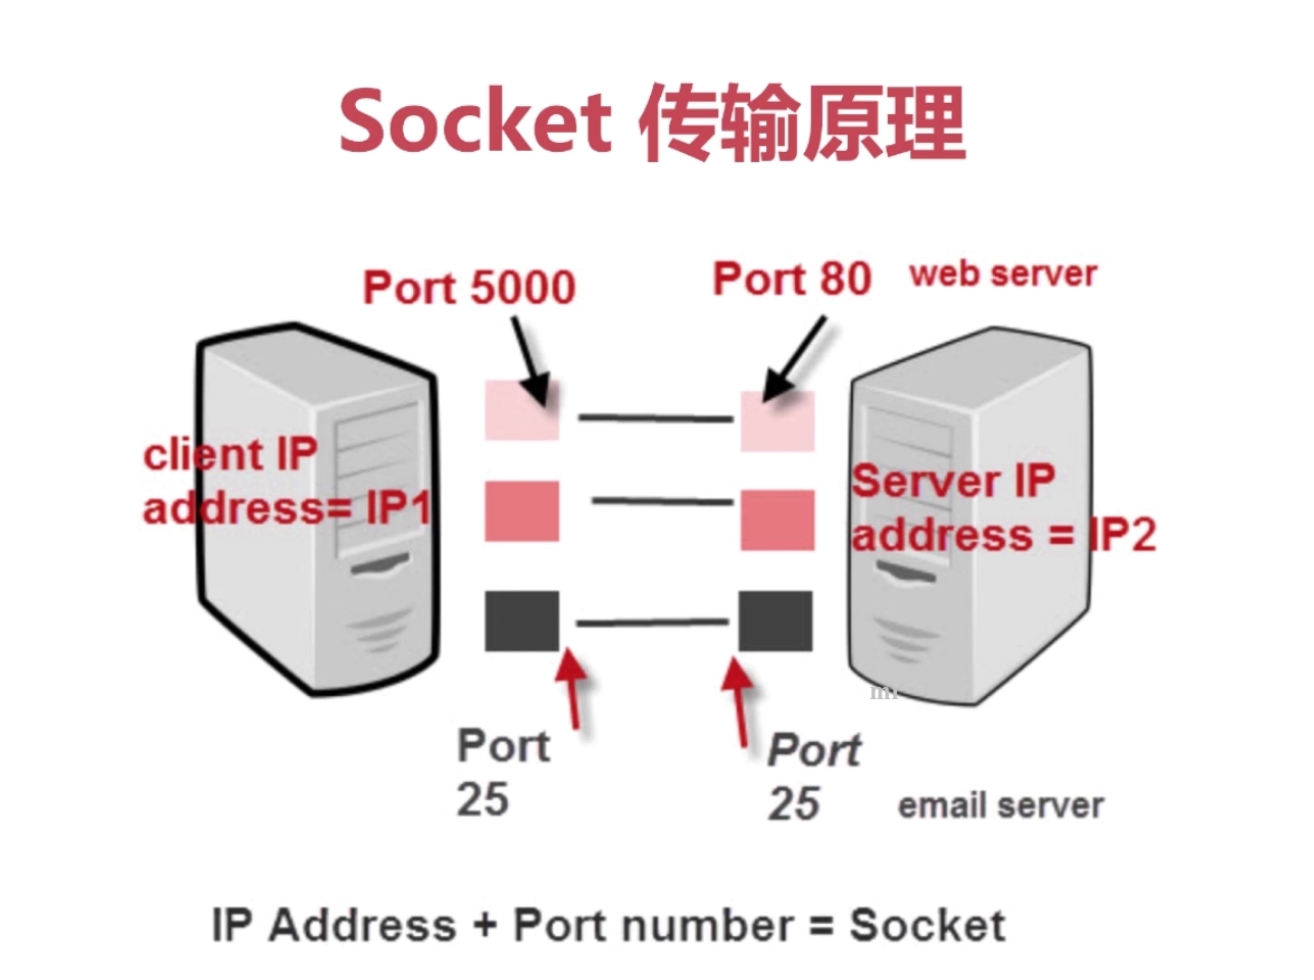 Socket 传输原理
Port 5000
Port 80
web server
client IP
address= IP1
Server IP
address = IP2
Port
25
Port
25
email server
IP Address + Port number = Socket